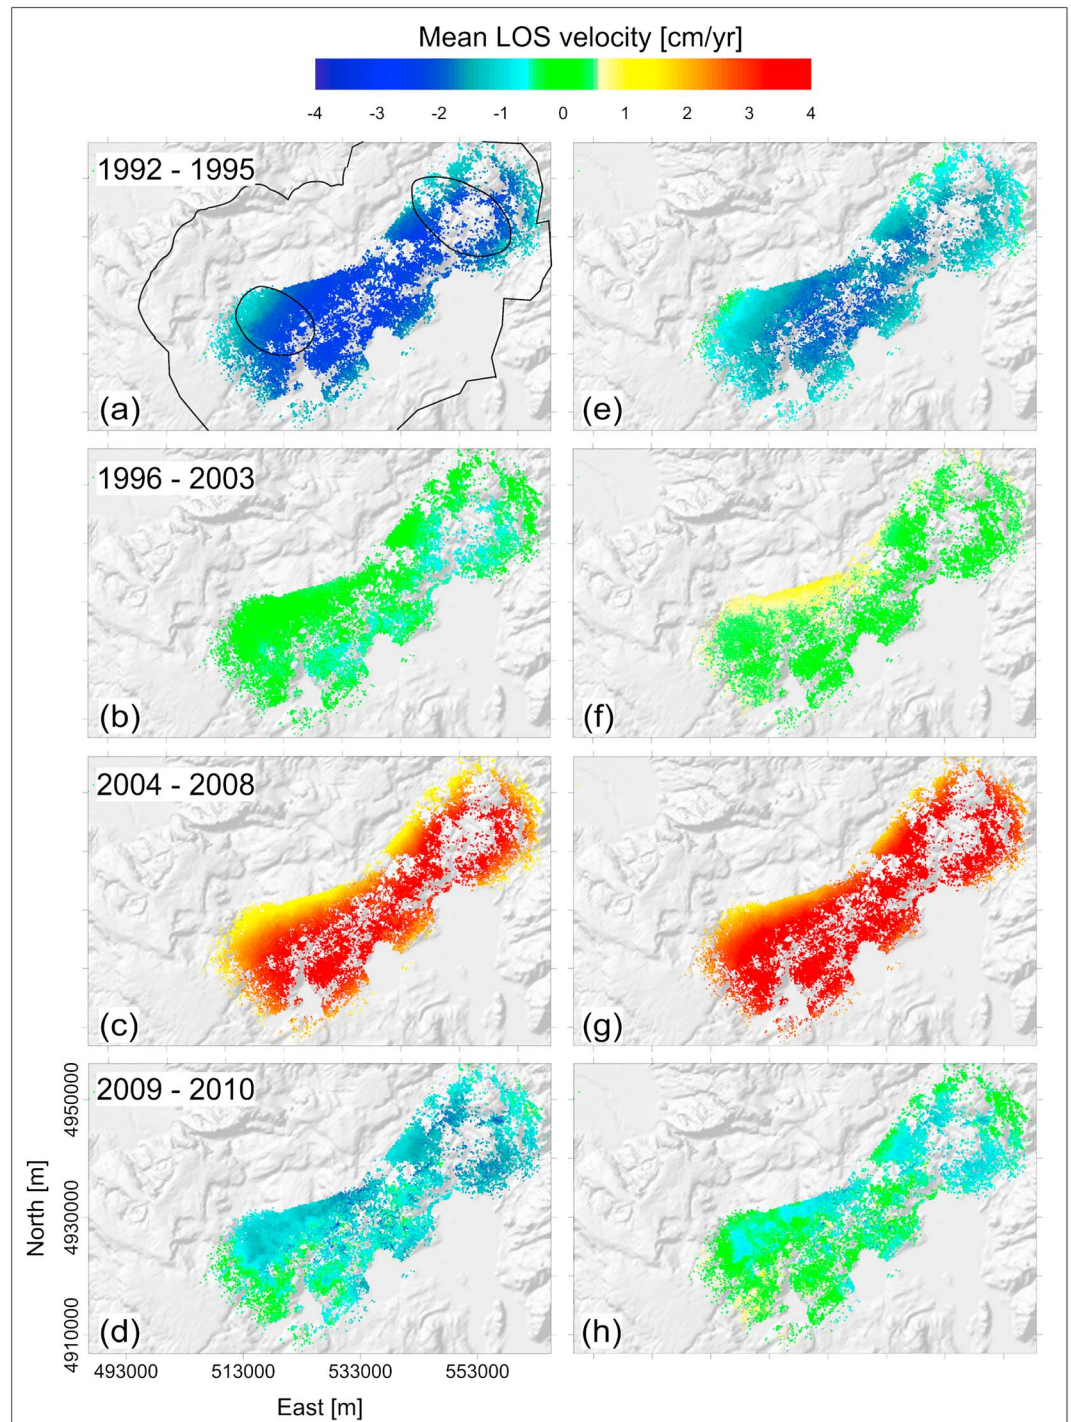 Mean LOS velocity [cm/yr]
-4 -3 -2 -1 0 1 2 3 4
1992 - 1995
(a)
(e)
1996 - 2003
(b)
(f)
2004 - 2008
(c)
(g)
2009 - 2010
(d)
(h)
4950000
4930000
4910000
North [m]
493000 513000 533000 553000
East [m]